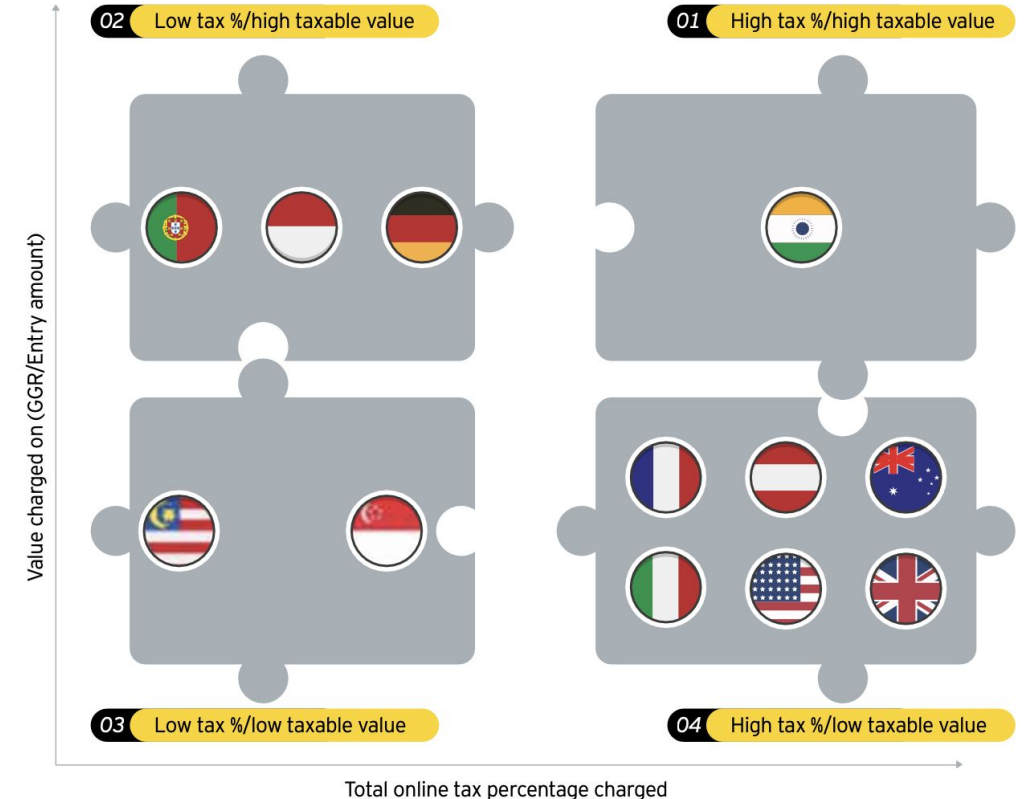 02 Low tax %/high taxable value
01 High tax %/high taxable value
Value charged on (GGR/Entry amount)
03 Low tax %/low taxable value
04 High tax %/low taxable value
Total online tax percentage charged